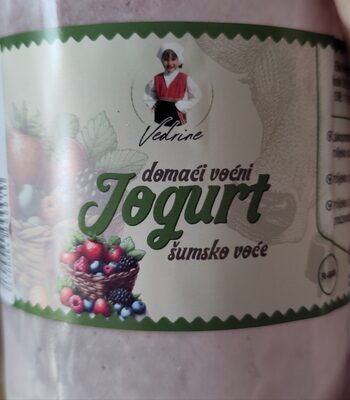 Vedrine
domaći voćni
Jogurt
šumsko voće